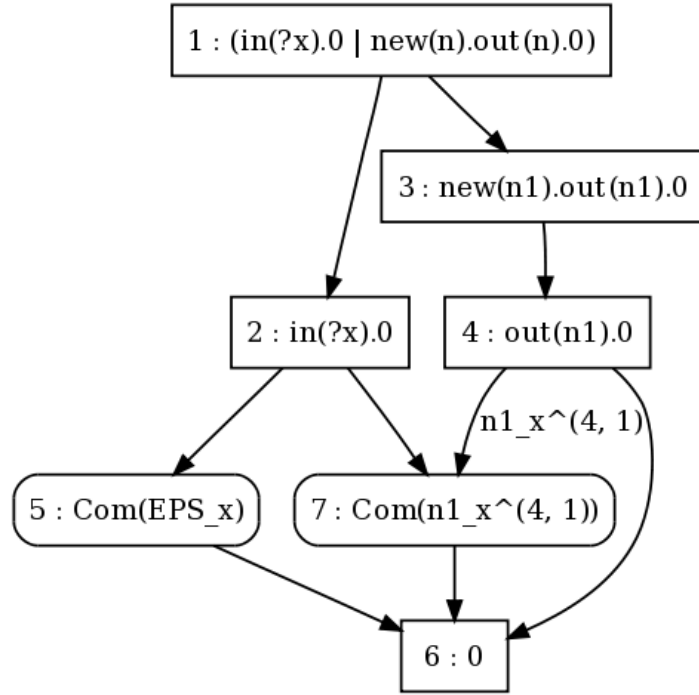 1 : (in(?x).0 | new(n).out(n).0)
3 : new(n1).out(n1).0
2 : in(?x).0
4 : out(n1).0
n1_x^(4, 1)
5 : Com(EPS_x)
7 : Com(n1_x^(4, 1))
6 : 0